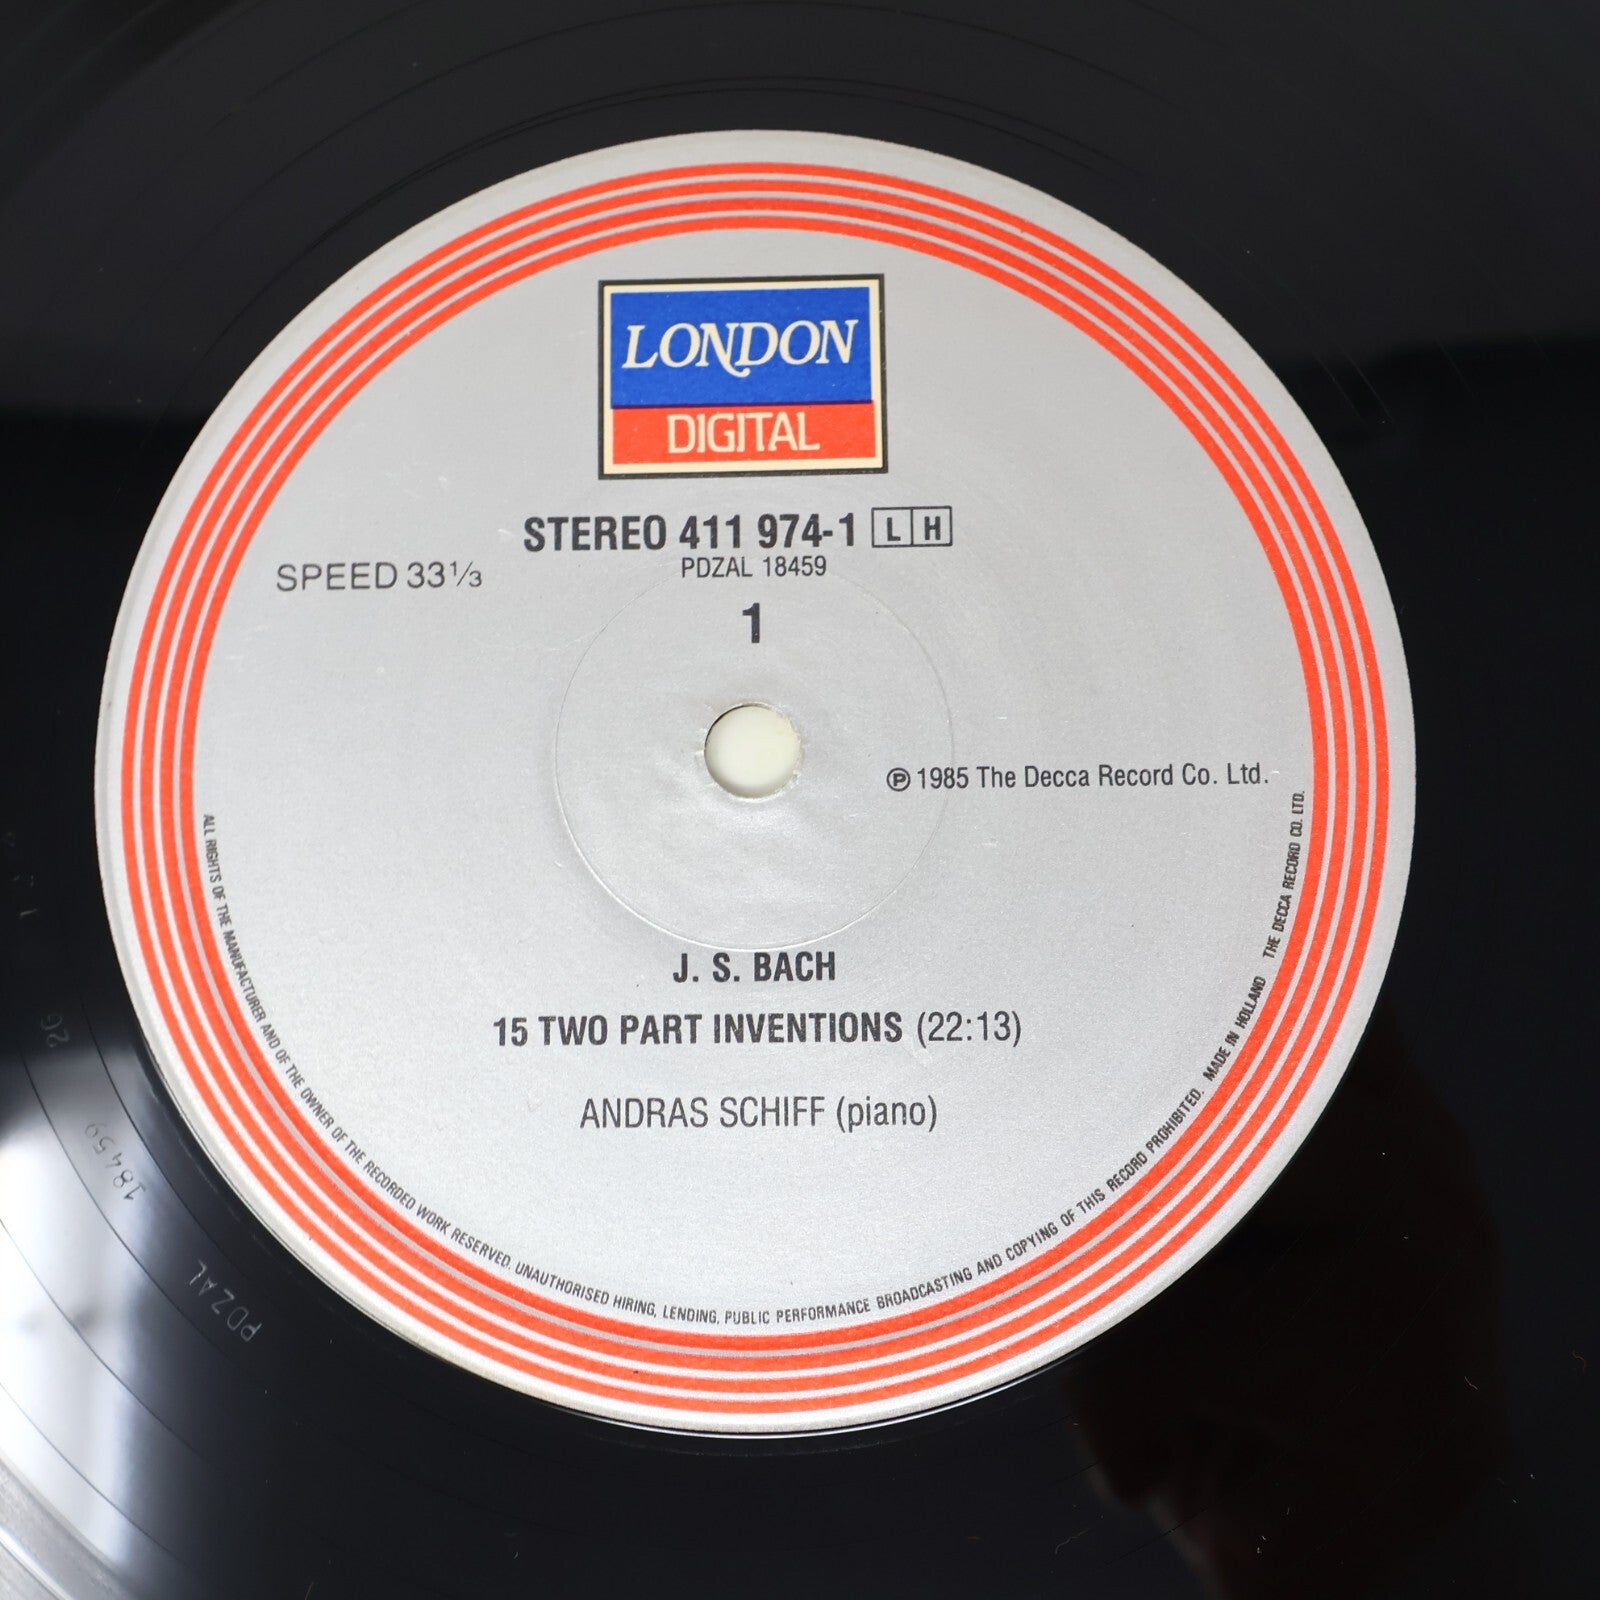 LONDON
DIGITAL
STEREO 411 974-1 LH
PDZAL 18459
SPEED 33⅓
1
℗ 1985 The Decca Record Co. Ltd.
J. S. BACH
15 TWO PART INVENTIONS (22:13)
ANDRAS SCHIFF (piano)
ALL RIGHTS OF THE MANUFACTURER AND OF THE OWNER OF THE RECORDED WORK RESERVED. UNAUTHORISED HIRING, LENDING, PUBLIC PERFORMANCE BROADCASTING AND COPYING OF THIS RECORD PROHIBITED. MADE IN HOLLAND THE DECCA RECORD CO. LTD.
PDZAL 18459 2G